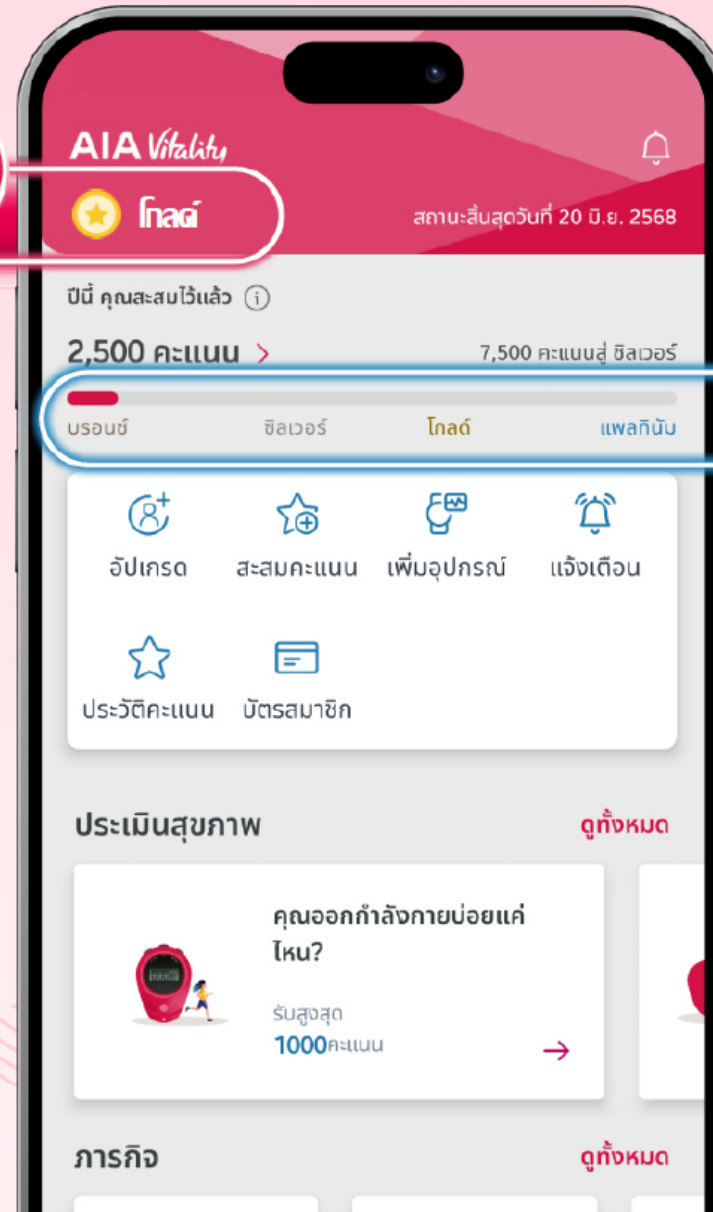 AIA Vitality
โกลด์
สถานะสิ้นสุดวันที่ 20 มิ.ย. 2568
ปีนี้ คุณสะสมไว้แล้ว
2,500 คะแนน >
7,500 คะแนนสู่ ซิลเวอร์
บรอนซ์ ซิลเวอร์ โกลด์ แพลทินัม
อัปเกรด สะสมคะแนน เพิ่มอุปกรณ์ แจ้งเตือน
ประวัติคะแนน บัตรสมาชิก
ประเมินสุขภาพ ดูทั้งหมด
คุณออกกำลังกายบ่อยแค่
ไหน?
รับสูงสุด
1000คะแนน
ภารกิจ ดูทั้งหมด